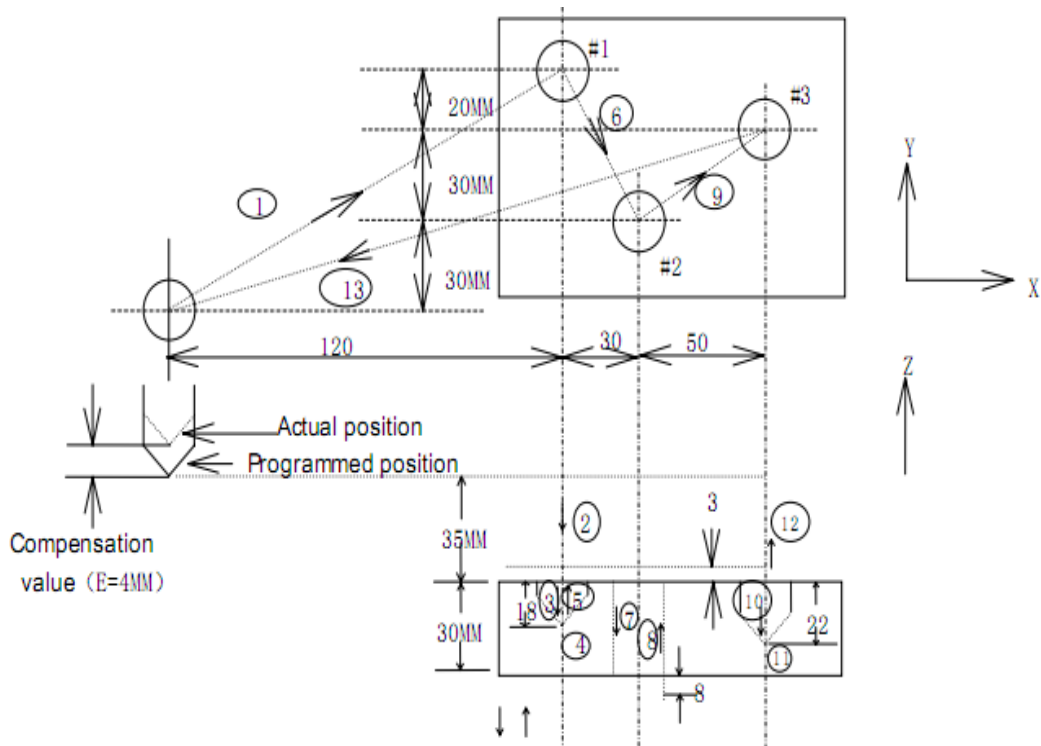 #1
#3
20MM
6
Y
30MM
1
9
#2
13
30MM
X
120
30
50
Z
Actual position
Programmed position
3
2
12
35MM
Compensation
value (E=4MM)
18
3
5
10
7
22
30MM
4
8
11
8